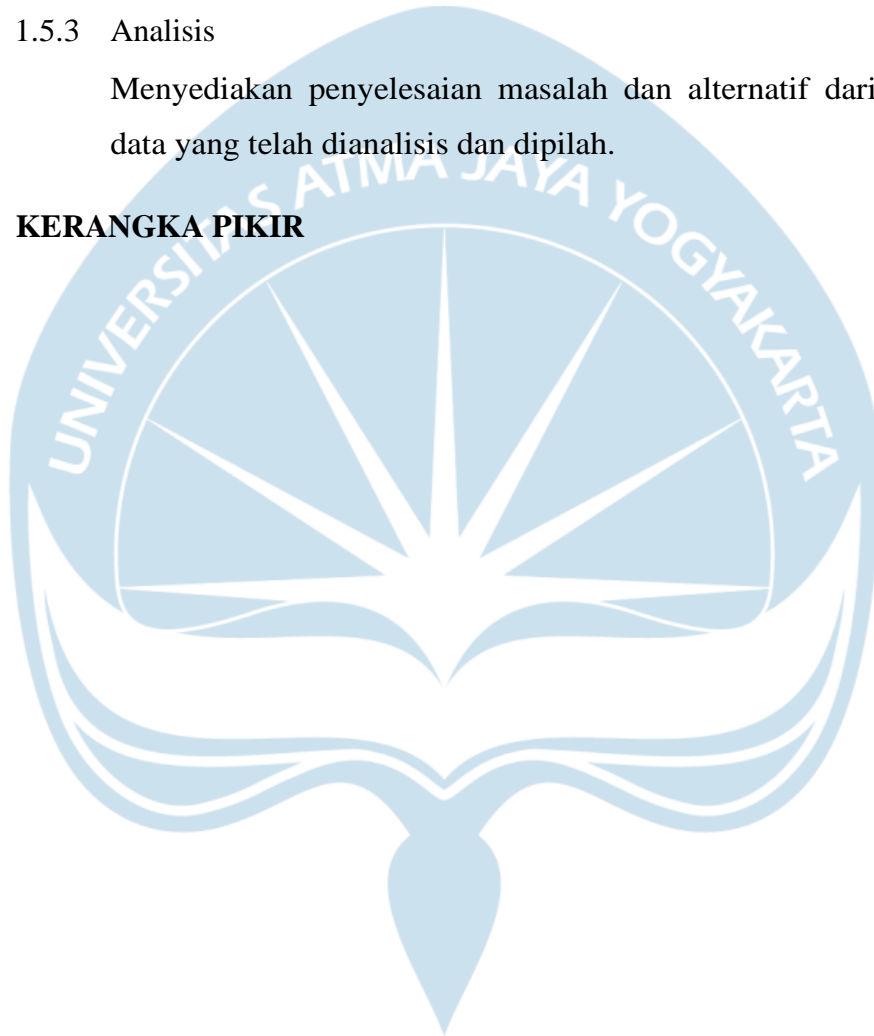 1.5.3 Analisis
Menyediakan penyelesaian masalah dan alternatif dari
data yang telah dianalisis dan dipilah.
KERANGKA PIKIR
UNIVERSITAS ATMA JAYA YOGYAKARTA